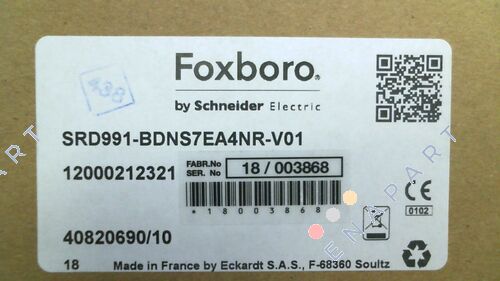 438
Foxboro®
by Schneider Electric
SRD991-BDNS7EA4NR-V01
12000212321
FABR.No
SER. No
18 / 003868
*18003868*
CE
0102
40820690/10
18 Made in France by Eckardt S.A.S., F-68360 Soultz
ENTPART